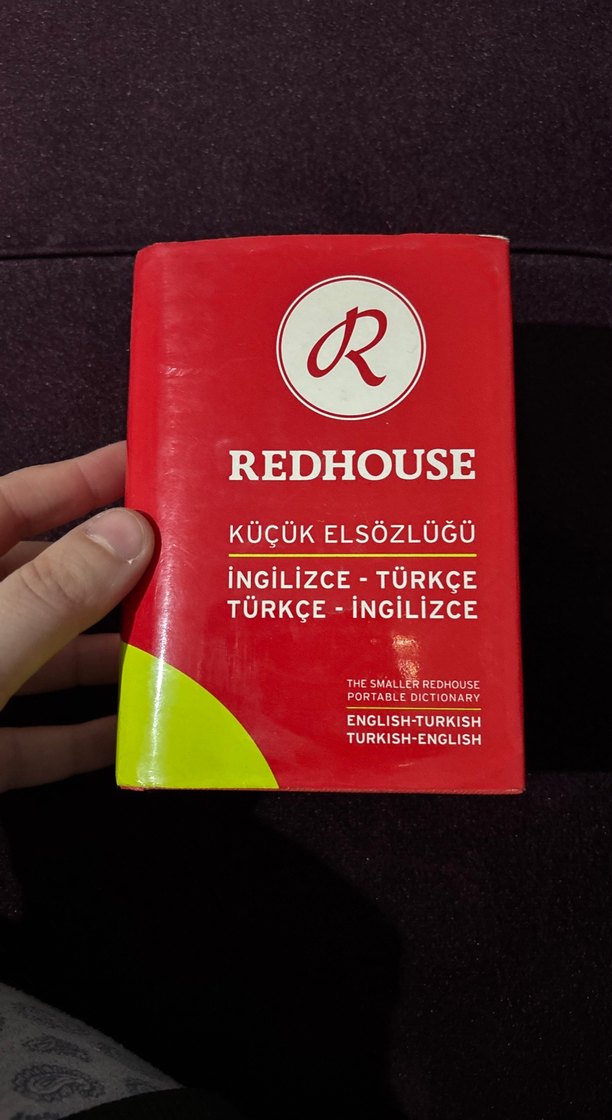 R
REDHOUSE
KÜÇÜK ELSÖZLÜĞÜ
İNGİLİZCE - TÜRKÇE
TÜRKÇE - İNGİLİZCE
THE SMALLER REDHOUSE
PORTABLE DICTIONARY
ENGLISH-TURKISH
TURKISH-ENGLISH